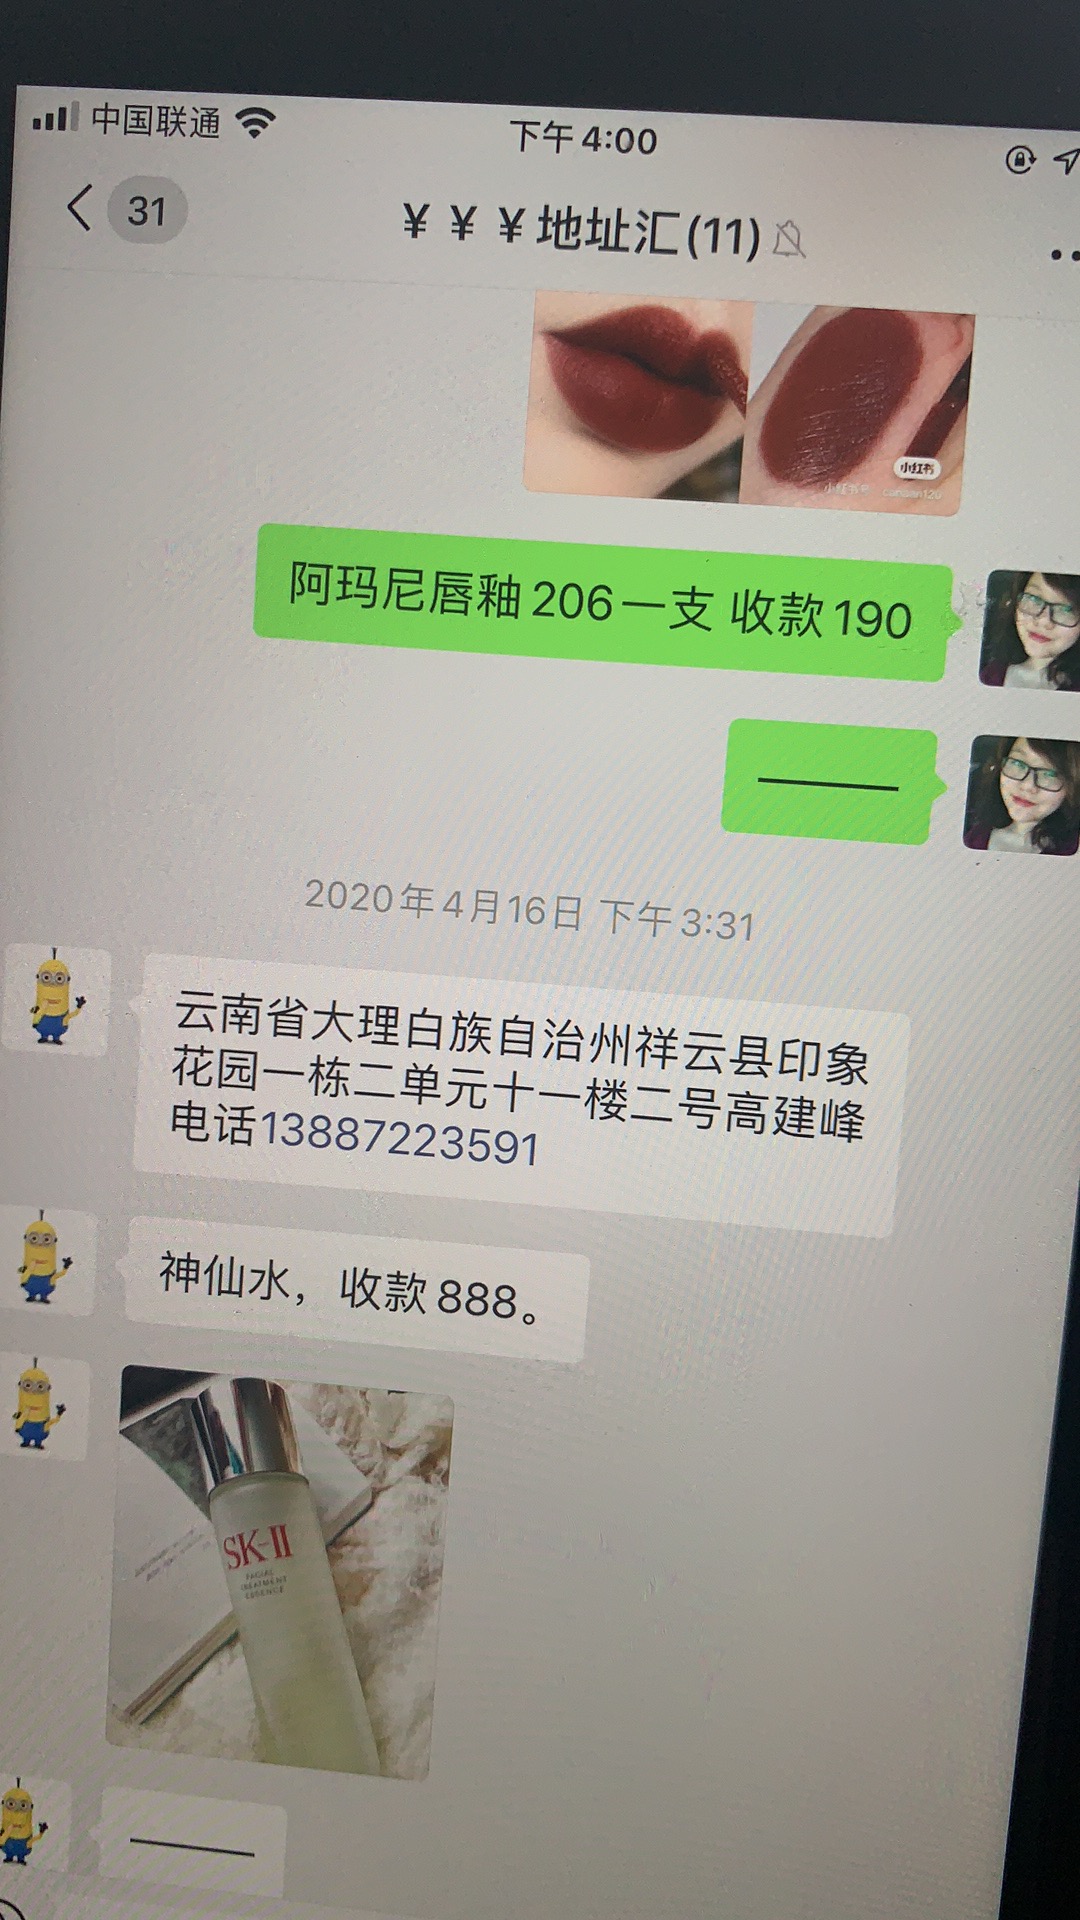 中国联通
下午4:00
31
￥￥￥地址汇(11)
小红书
阿玛尼唇釉206一支 收款190
———
2020年4月16日 下午3:31
云南省大理白族自治州祥云县印象
花园一栋二单元十一楼二号高建峰
电话13887223591
神仙水，收款888。
SK-II
FACIAL
TREATMENT
ESSENCE
———